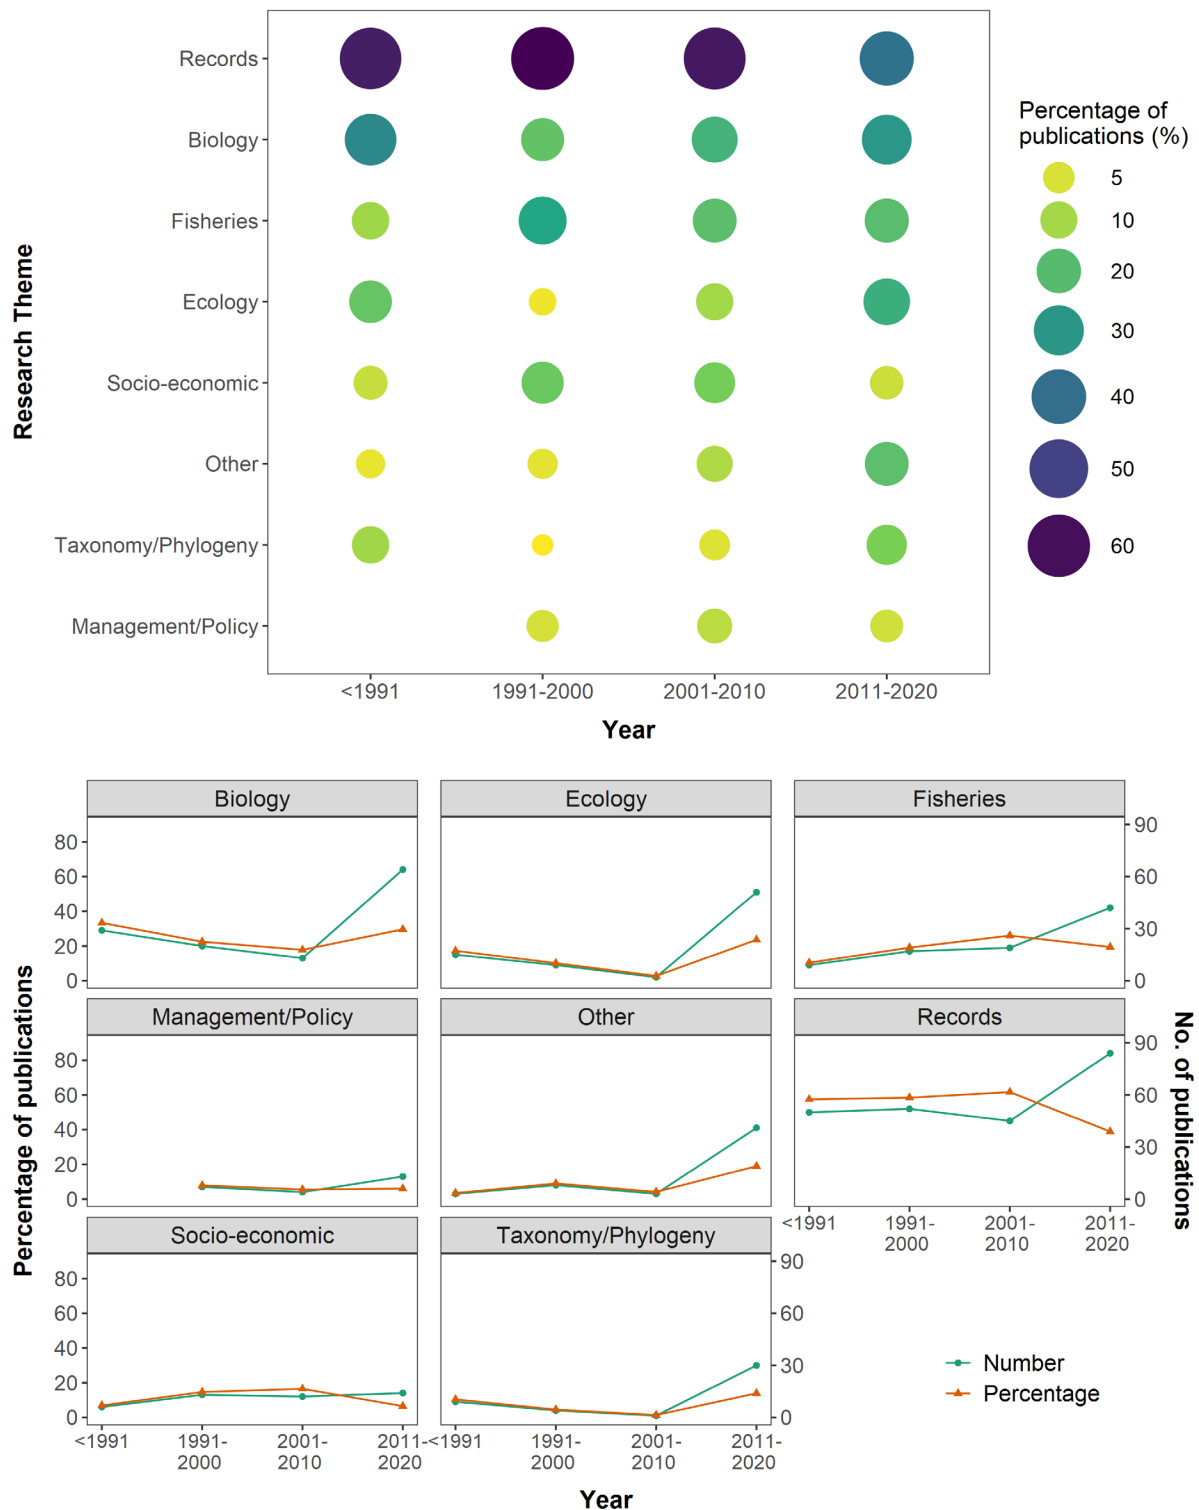 Research Theme
Records
Biology
Fisheries
Ecology
Socio-economic
Other
Taxonomy/Phylogeny
Management/Policy
<1991
1991-2000
2001-2010
2011-2020
Year
Percentage of
publications (%)
5
10
20
30
40
50
60
Percentage of publications
Biology
Ecology
Fisheries
80
60
40
20
0
90
60
30
0
Management/Policy
Other
Records
80
60
40
20
0
90
60
30
0
<1991
1991-
2000
2001-
2010
2011-
2020
No. of publications
Socio-economic
Taxonomy/Phylogeny
80
60
40
20
0
90
60
30
0
<1991
1991-
2000
2001-
2010
2011-
2020
<1991
1991-
2000
2001-
2010
2011-
2020
Number
Percentage
Year